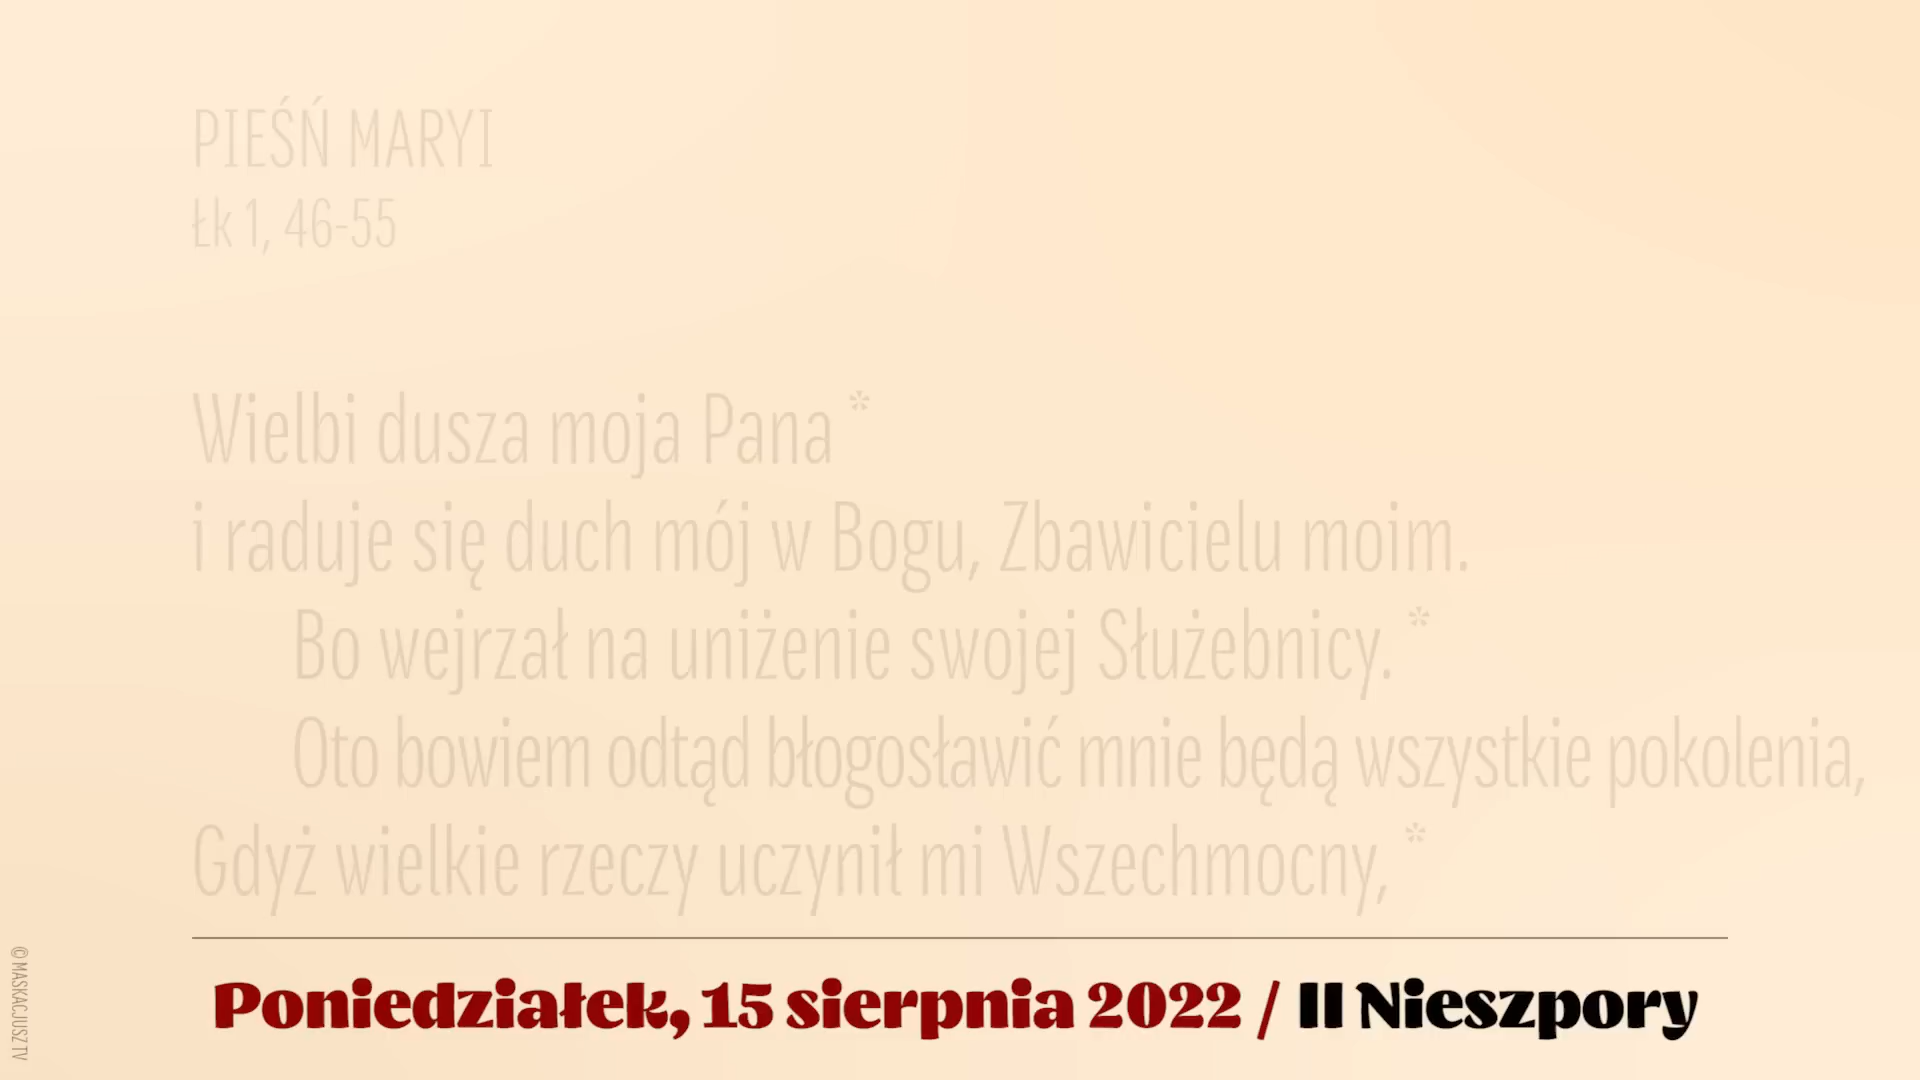 PIEŚŃ MARYI
Łk 1, 46-55
Wielbi dusza moja Pana *
i raduje się duch mój w Bogu, Zbawicielu moim.
Bo wejrzał na uniżenie swojej Służebnicy. *
Oto bowiem odtąd błogosławić mnie będą wszystkie pokolenia,
Gdyż wielkie rzeczy uczynił mi Wszechmocny, *
Poniedziałek, 15 sierpnia 2022 / II Nieszpory
© MASKACJUSZ TV